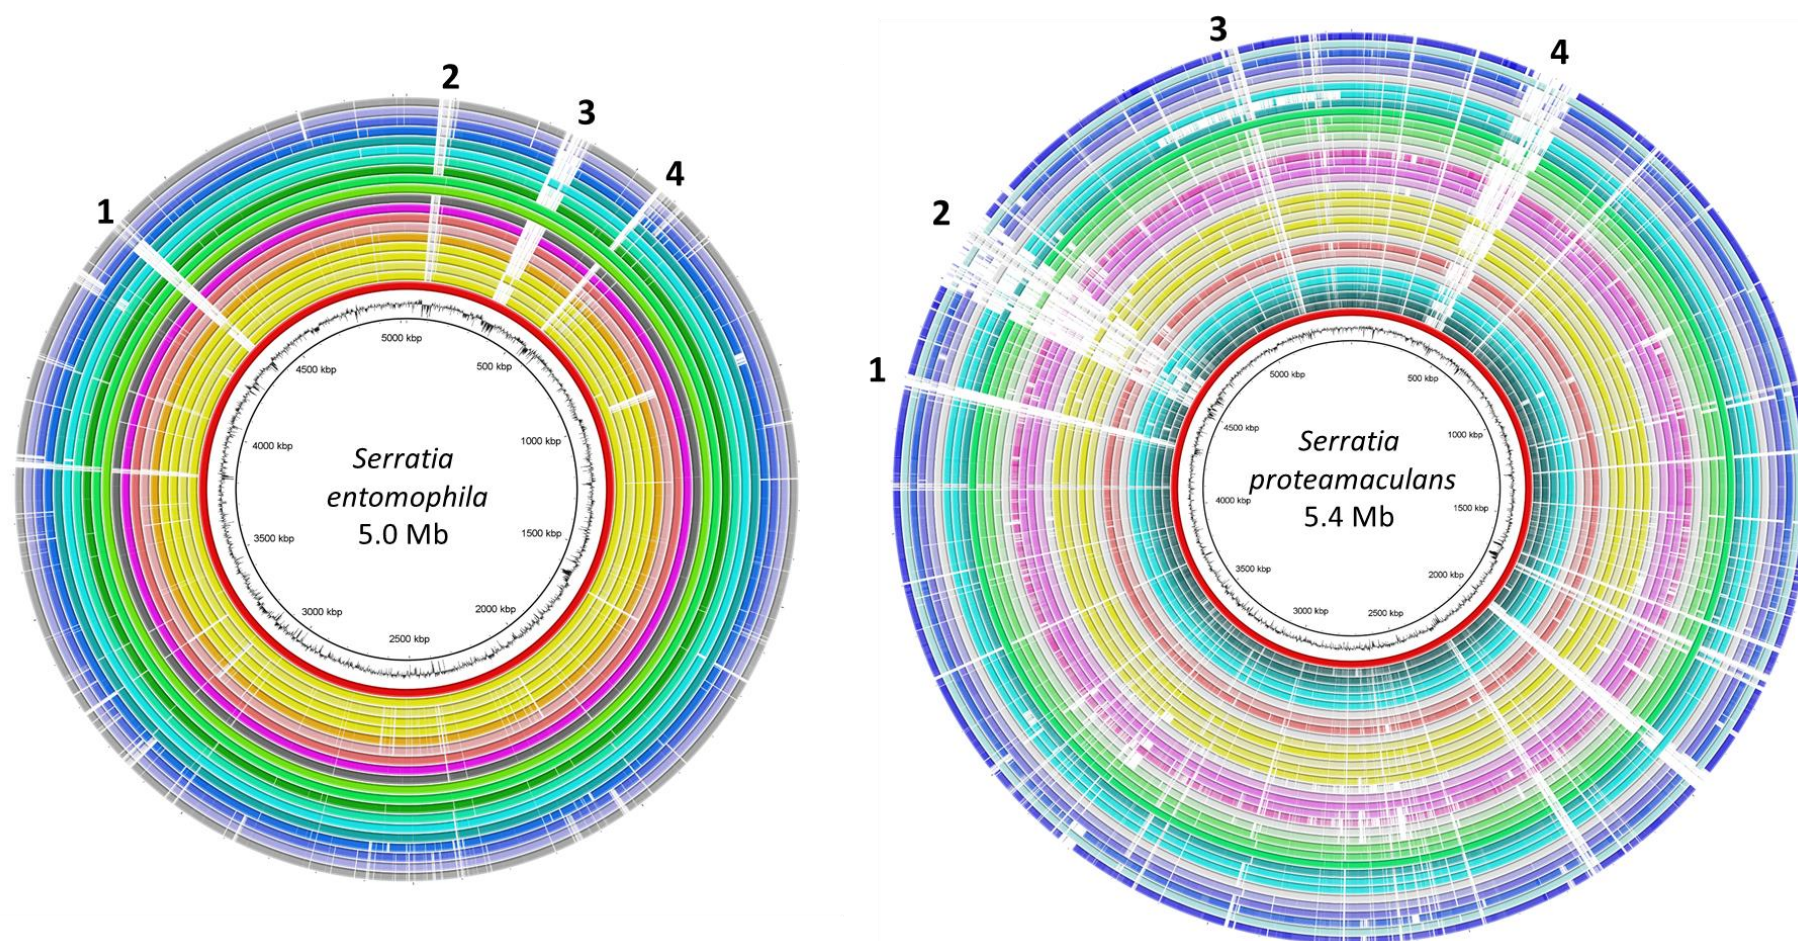 1
2
3
4
5000 kbp
500 kbp
1000 kbp
1500 kbp
2000 kbp
2500 kbp
3000 kbp
3500 kbp
4000 kbp
4500 kbp
Serratia
entomophila
5.0 Mb
1
2
3
4
5000 kbp
500 kbp
1000 kbp
1500 kbp
2000 kbp
2500 kbp
3000 kbp
3500 kbp
4000 kbp
4500 kbp
Serratia
proteamaculans
5.4 Mb